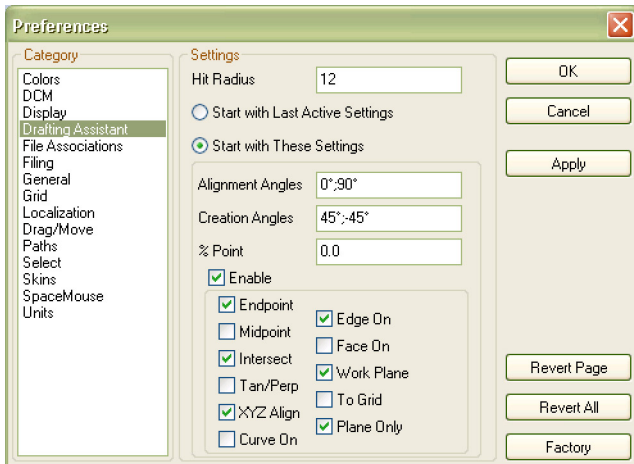 Preferences
Category
Colors
DCM
Display
Drafting Assistant
File Associations
Filing
General
Grid
Localization
Drag/Move
Paths
Select
Skins
SpaceMouse
Units
Settings
Hit Radius 12
Start with Last Active Settings
Start with These Settings
Alignment Angles 0°;90°
Creation Angles 45°;-45°
% Point 0.0
Enable
Endpoint
Midpoint
Intersect
Tan/Perp
XYZ Align
Curve On
Edge On
Face On
Work Plane
To Grid
Plane Only
OK
Cancel
Apply
Revert Page
Revert All
Factory